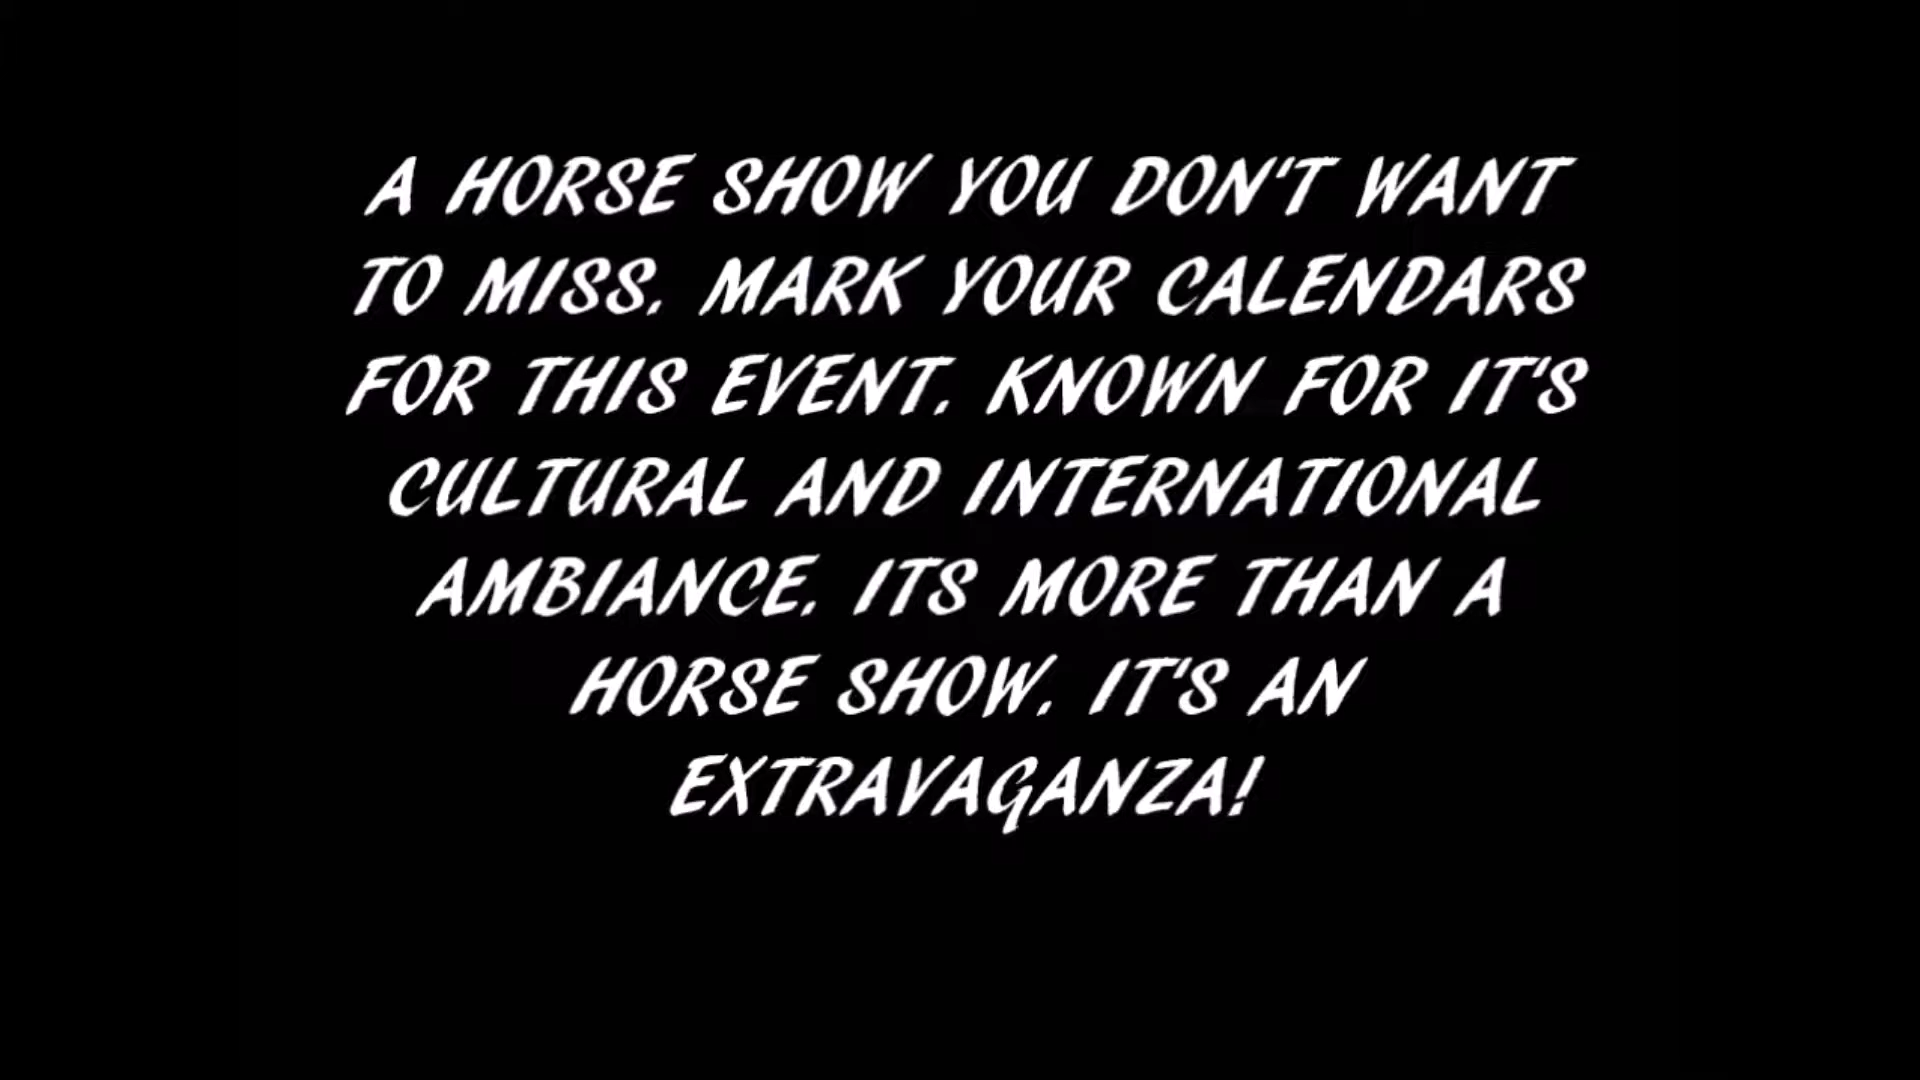 A HORSE SHOW YOU DON'T WANT
TO MISS. MARK YOUR CALENDARS
FOR THIS EVENT. KNOWN FOR IT'S
CULTURAL AND INTERNATIONAL
AMBIANCE. ITS MORE THAN A
HORSE SHOW. IT'S AN
EXTRAVAGANZA!